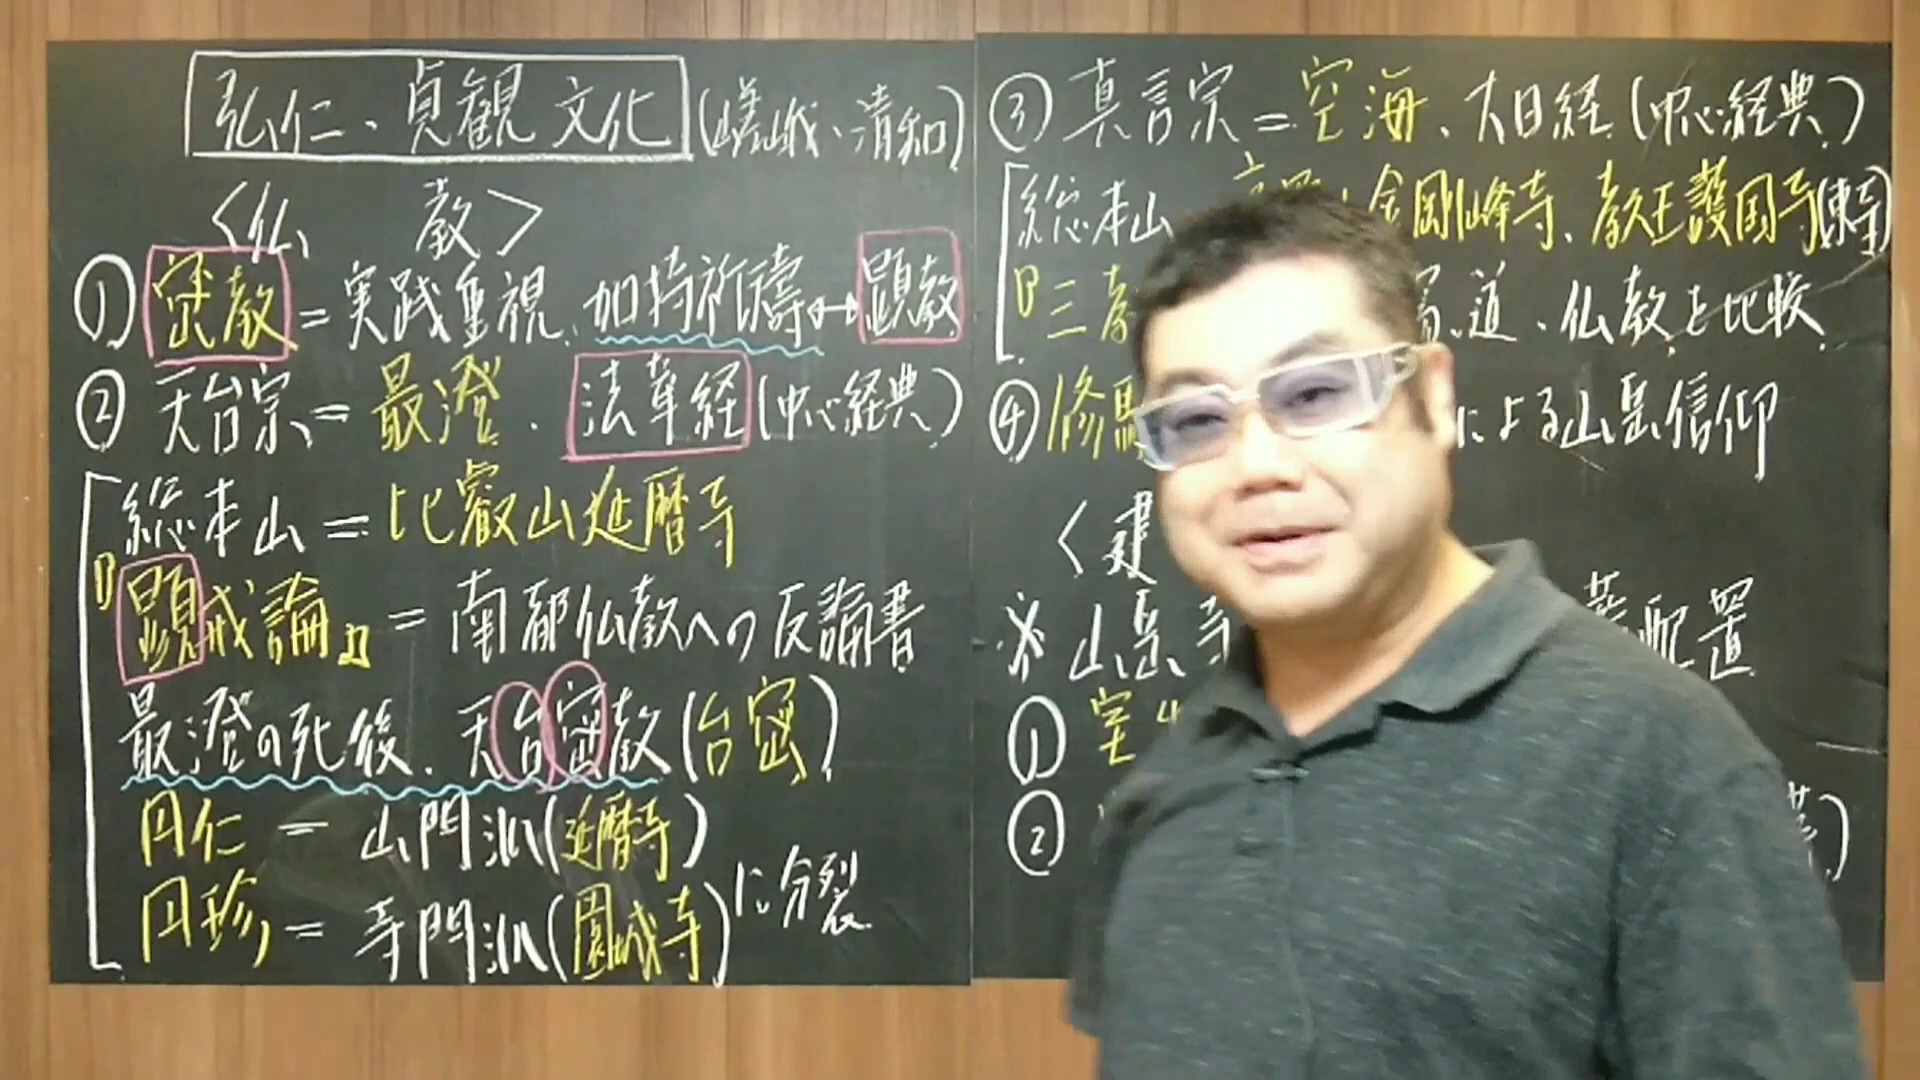 弘仁、貞観文化(嵯峨、清和)
<仏 教>
① 密教=実践重視、加持祈禱↔顕教
② 天台宗=最澄、法華経(中心経典)
総本山=比叡山延暦寺
『顕戒論』=南都仏教への反論書
最澄の死後、天台密教(台密)
円仁=山門派(延暦寺)
円珍=寺門派(園城寺)に分裂
③ 真言宗=空海、大日経(中心経典)
総本山 金剛峰寺、教王護国寺(東寺)
『三教 道、仏教と比較
④ 修験 による山岳信仰
<建
※山岳寺 配置
① 室
②